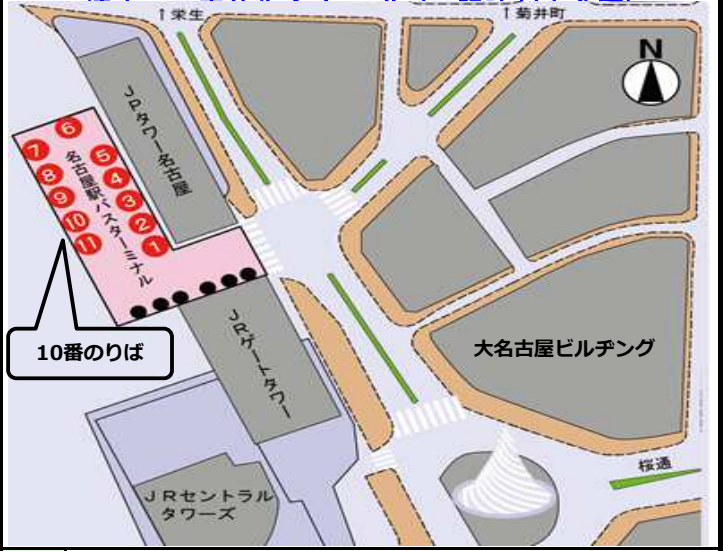 ↑栄生
↑菊井町
N
JPタワー名古屋
名古屋駅バスターミナル
6
7
5
8
4
9
3
10
2
11
1
10番のりば
JRゲートタワー
大名古屋ビルヂング
桜通
JRセントラル
タワーズ